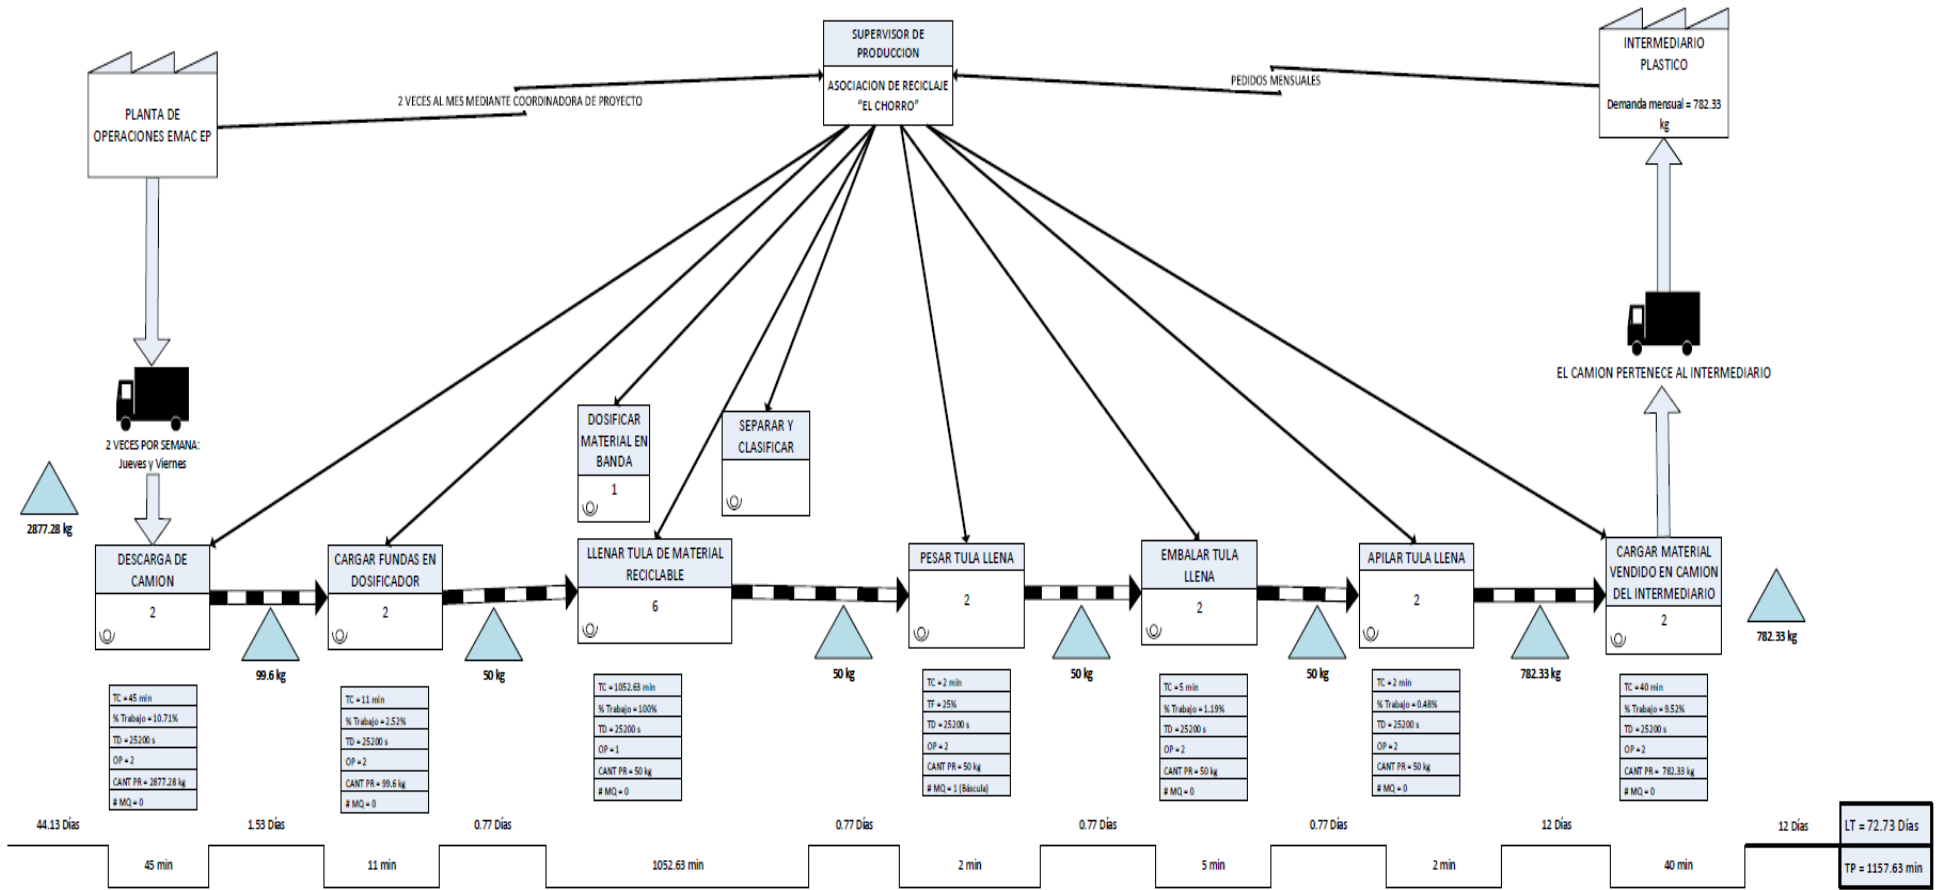 SUPERVISOR DE
PRODUCCION
ASOCIACION DE RECICLAJE
“EL CHORRO”
PLANTA DE
OPERACIONES EMAC EP
INTERMEDIARIO
PLASTICO
Demanda mensual = 782.33
kg
2 VECES AL MES MEDIANTE COORDINADORA DE PROYECTO
PEDIDOS MENSUALES
2 VECES POR SEMANA:
Jueves y Viernes
EL CAMION PERTENECE AL INTERMEDIARIO
DOSIFICAR
MATERIAL EN
BANDA
1
SEPARAR Y
CLASIFICAR
2877.28 kg
DESCARGA DE
CAMION
2
99.6 kg
CARGAR FUNDAS EN
DOSIFICADOR
2
50 kg
LLENAR TULA DE MATERIAL
RECICLABLE
6
50 kg
PESAR TULA LLENA
2
50 kg
EMBALAR TULA
LLENA
2
50 kg
APILAR TULA LLENA
2
782.33 kg
CARGAR MATERIAL
VENDIDO EN CAMION
DEL INTERMEDIARIO
2
782.33 kg
TC = 45 min
% Trabajo = 10.71%
TD = 25200 s
OP = 2
CANT PR = 2877.28 kg
# MQ = 0
TC = 11 min
% Trabajo = 2.52%
TD = 25200 s
OP = 2
CANT PR = 99.6 kg
# MQ = 0
TC = 1052.63 min
% Trabajo = 100%
TD = 25200 s
OP = 1
CANT PR = 50 kg
# MQ = 0
TC = 2 min
TF = 25%
TD = 25200 s
OP = 2
CANT PR = 50 kg
# MQ = 1 (Báscula)
TC = 5 min
% Trabajo = 1.19%
TD = 25200 s
OP = 2
CANT PR = 50 kg
# MQ = 0
TC = 2 min
% Trabajo = 0.48%
TD = 25200 s
OP = 2
CANT PR = 50 kg
# MQ = 0
TC = 40 min
% Trabajo = 9.52%
TD = 25200 s
OP = 2
CANT PR = 782.33 kg
# MQ = 0
44.13 Días
1.53 Días
0.77 Días
0.77 Días
0.77 Días
0.77 Días
12 Días
12 Días
LT = 72.73 Días
45 min
11 min
1052.63 min
2 min
5 min
2 min
40 min
TP = 1157.63 min